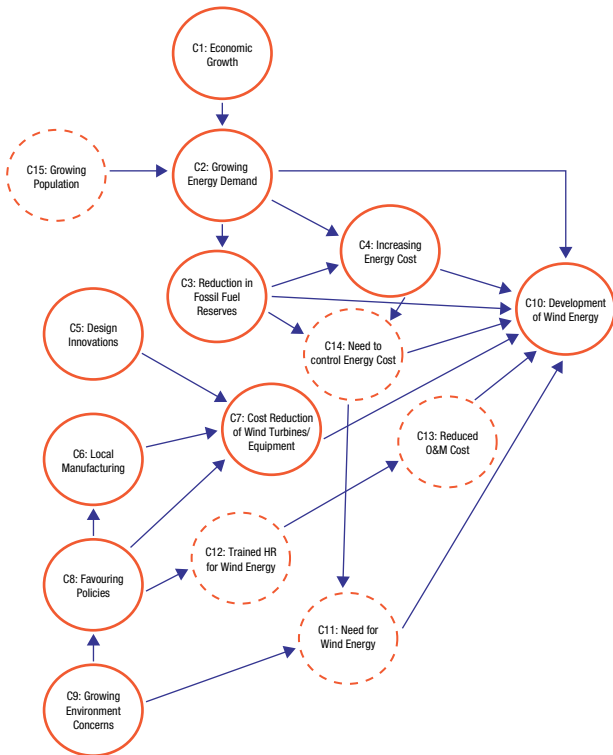 C1: Economic
Growth
C15: Growing
Population
C2: Growing
Energy Demand
C4: Increasing
Energy Cost
C3: Reduction in
Fossil Fuel
Reserves
C10: Development
of Wind Energy
C5: Design
Innovations
C14: Need to
control Energy Cost
C7: Cost Reduction
of Wind Turbines/
Equipment
C13: Reduced
O&M Cost
C6: Local
Manufacturing
C12: Trained HR
for Wind Energy
C8: Favouring
Policies
C11: Need for
Wind Energy
C9: Growing
Environment
Concerns